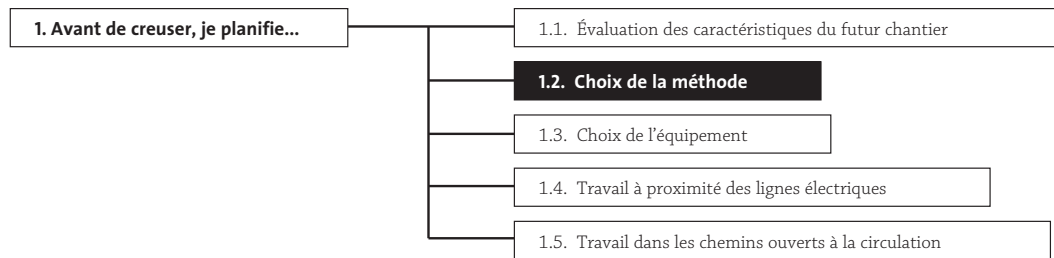 1. Avant de creuser, je planifie...
1.1. Évaluation des caractéristiques du futur chantier
1.2. Choix de la méthode
1.3. Choix de l’équipement
1.4. Travail à proximité des lignes électriques
1.5. Travail dans les chemins ouverts à la circulation